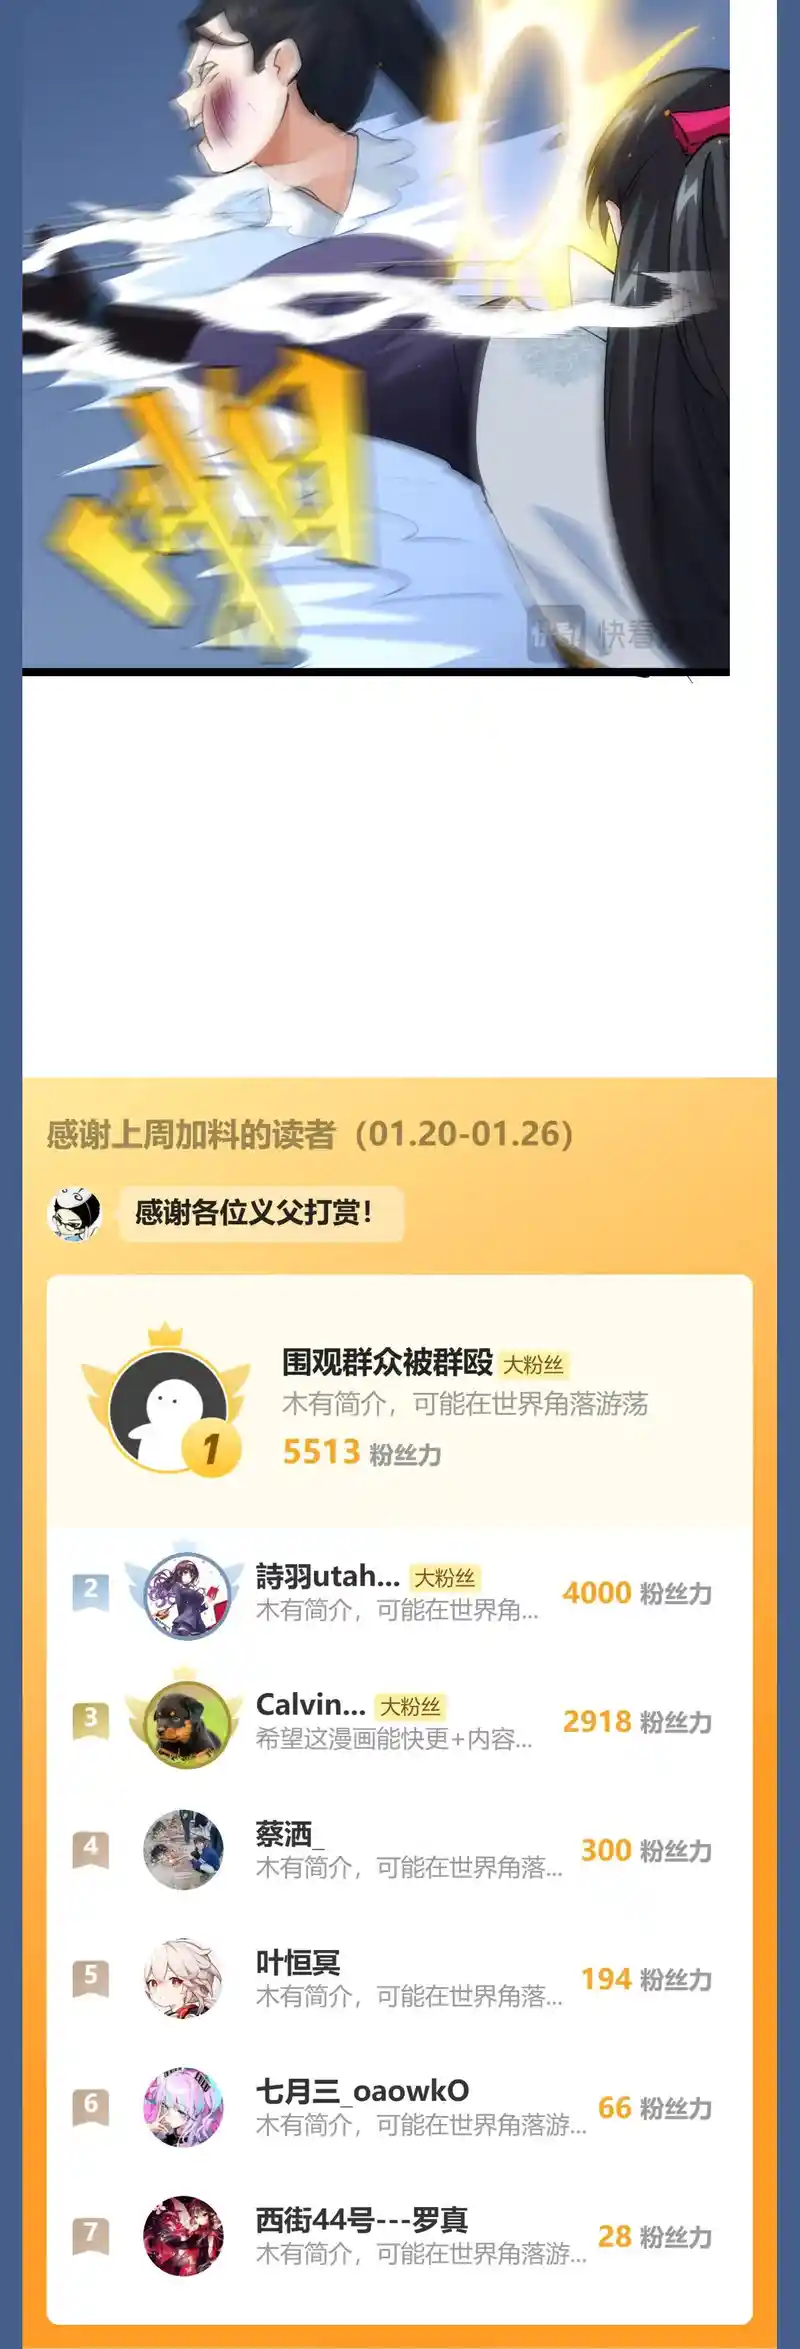 啪
快看
感谢上周加料的读者（01.20-01.26）
感谢各位义父打赏！
围观群众被群殴 大粉丝
木有简介，可能在世界角落游荡
1
5513 粉丝力
2
詩羽utah... 大粉丝
木有简介，可能在世界角...
4000 粉丝力
3
Calvin... 大粉丝
希望这漫画能快更+内容...
2918 粉丝力
4
蔡洒_
木有简介，可能在世界角落...
300 粉丝力
5
叶恒冥
木有简介，可能在世界角落...
194 粉丝力
6
七月三_oaowkO
木有简介，可能在世界角落游...
66 粉丝力
7
西街44号---罗真
木有简介，可能在世界角落游...
28 粉丝力